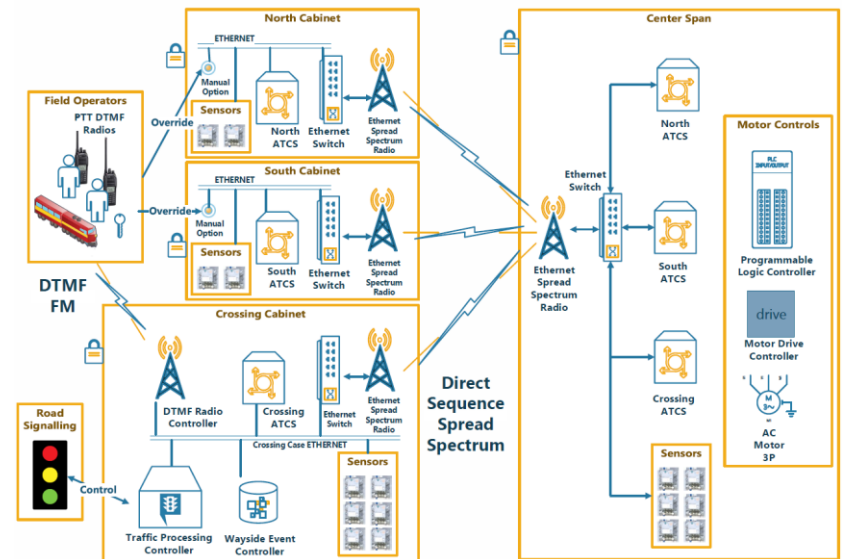 North Cabinet
ETHERNET
Manual
Option
Sensors
North
ATCS
Ethernet
Switch
Ethernet
Spread
Spectrum
Radio
Field Operators
PTT DTMF
Radios
Override
Override
DTMF
FM
South Cabinet
ETHERNET
Manual
Option
Sensors
South
ATCS
Ethernet
Switch
Ethernet
Spread
Spectrum
Radio
Crossing Cabinet
DTMF Radio
Controller
Crossing
ATCS
Ethernet
Switch
Ethernet
Spread
Spectrum
Radio
Crossing Case ETHERNET
Road
Signalling
Control
Traffic Processing
Controller
Wayside Event
Controller
Sensors
Direct
Sequence
Spread
Spectrum
Center Span
Ethernet
Spread
Spectrum
Radio
Ethernet
Switch
North
ATCS
South
ATCS
Crossing
ATCS
Sensors
Motor Controls
PLC
INPUT/OUTPUT
Programmable
Logic Controller
drive
Motor Drive
Controller
M
3~
AC
Motor
3P